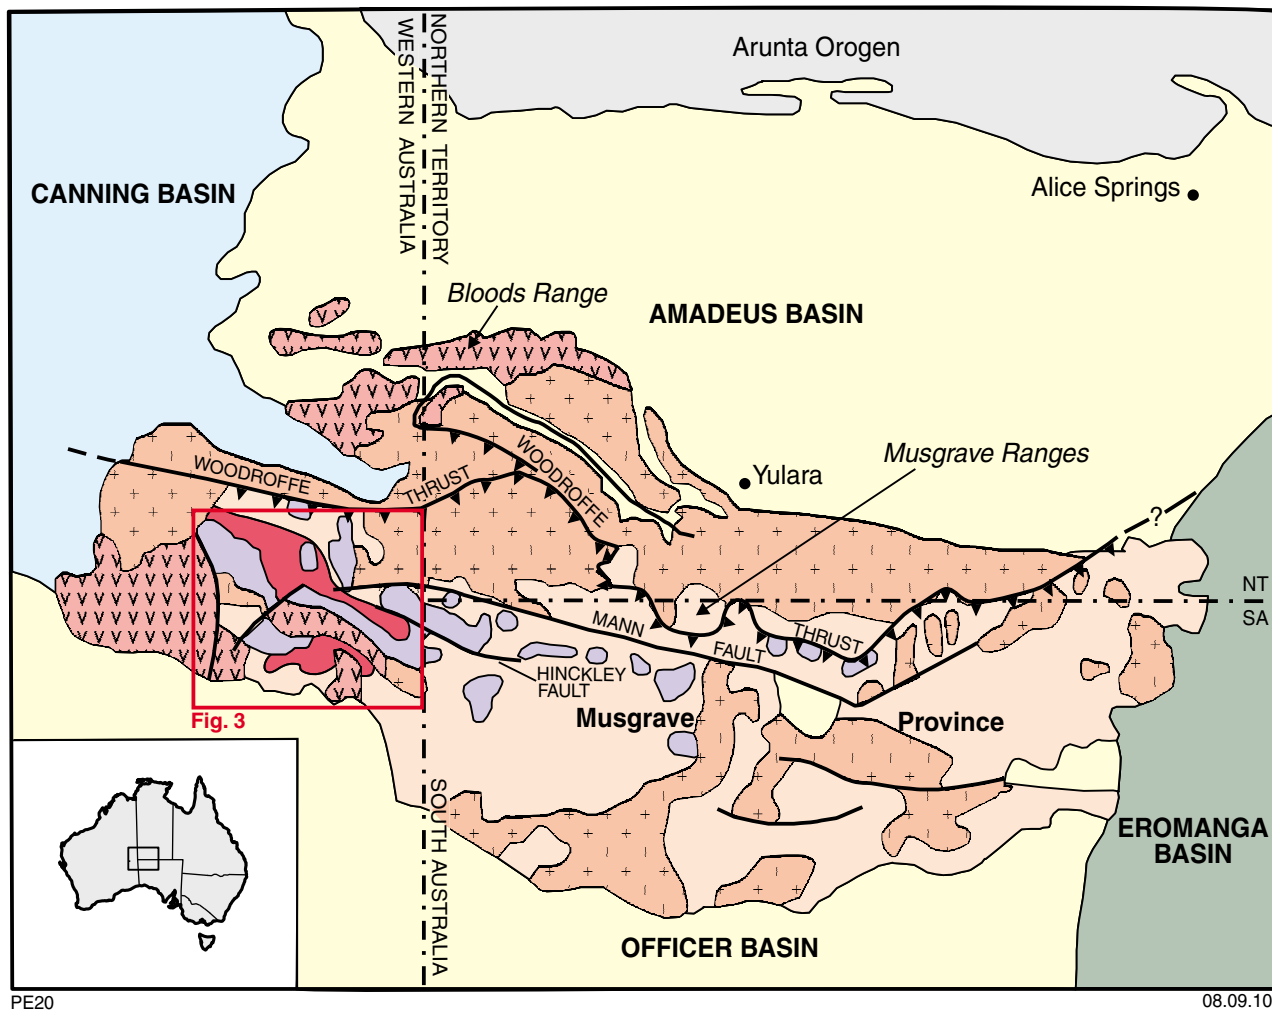 Arunta Orogen
NORTHERN TERRITORY
WESTERN AUSTRALIA
CANNING BASIN
Alice Springs
Bloods Range
AMADEUS BASIN
WOODROFFE
THRUST
WOODROFFE
Musgrave Ranges
Yulara
?
NT
SA
MANN
FAULT
THRUST
HINCKLEY
FAULT
Fig. 3
Musgrave
Province
SOUTH AUSTRALIA
EROMANGA
BASIN
OFFICER BASIN
PE20
08.09.10